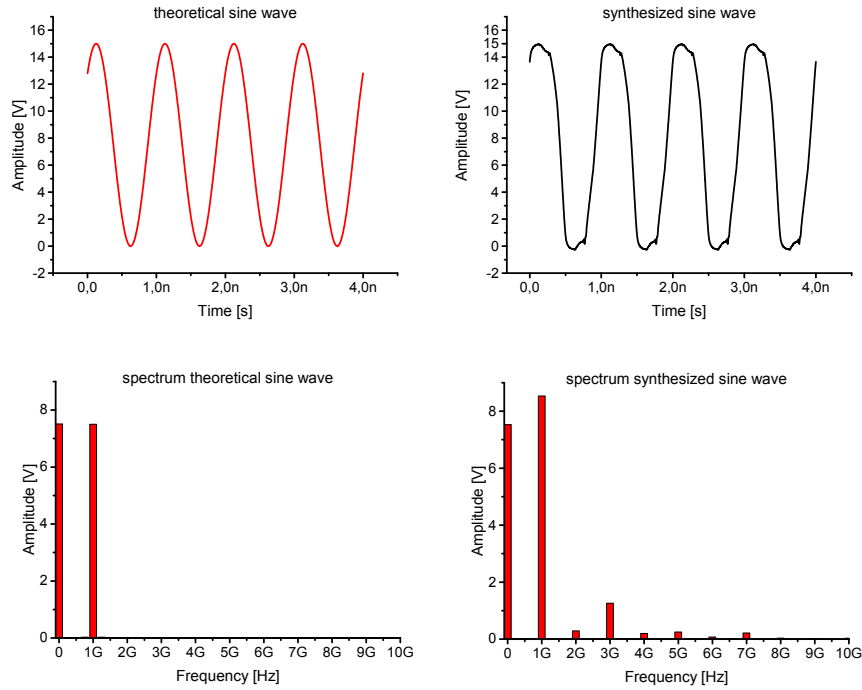 theoretical sine wave
16
14
12
10
8
6
4
2
0
-2
Amplitude [V]
0,0
1,0n
2,0n
3,0n
4,0n
Time [s]
synthesized sine wave
16
15
14
12
10
8
6
4
2
0
-2
Amplitude [V]
0,0
1,0n
2,0n
3,0n
4,0n
Time [s]
spectrum theoretical sine wave
8
6
4
2
0
Amplitude [V]
0
1G
2G
3G
4G
5G
6G
7G
8G
9G
10G
Frequency [Hz]
spectrum synthesized sine wave
8
6
4
2
0
Amplitude [V]
0
1G
2G
3G
4G
5G
6G
7G
8G
9G
10G
Frequency [Hz]